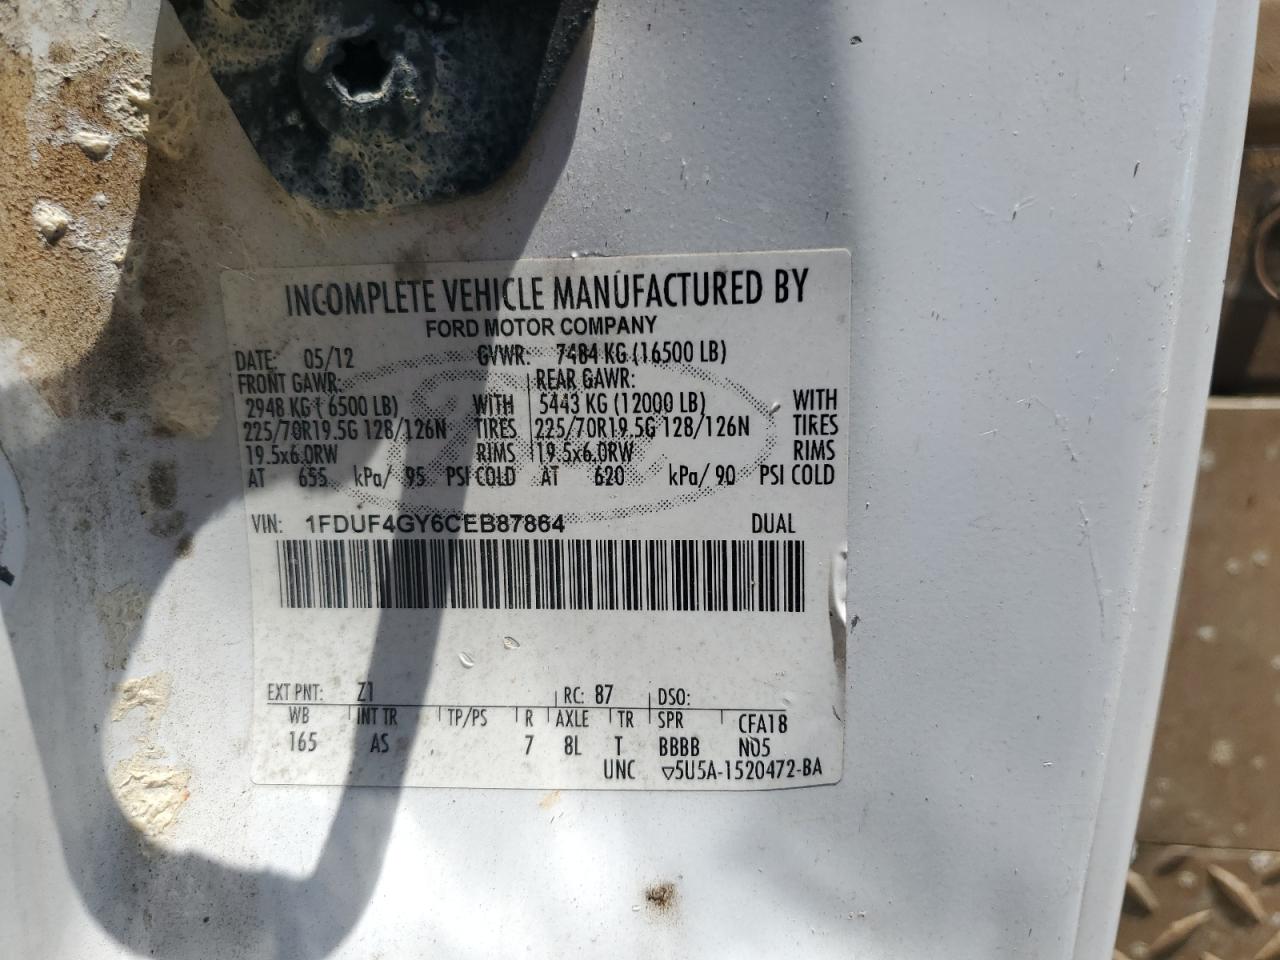 INCOMPLETE VEHICLE MANUFACTURED BY
FORD MOTOR COMPANY
DATE: 05/12 GVWR: 7484 KG (16500 LB)
FRONT GAWR: REAR GAWR:
2948 KG ( 6500 LB) WITH 5443 KG (12000 LB) WITH
225/70R19.5G 128/126N TIRES 225/70R19.5G 128/126N TIRES
19.5x6.0RW RIMS 19.5x6.0RW RIMS
AT 655 kPa/ 95 PSI COLD AT 620 kPa/ 90 PSI COLD
VIN: 1FDUF4GY6CEB87864 DUAL
EXT PNT: Z1 RC: 87 DSO:
WB INT TR TP/PS R AXLE TR SPR CFA18
165 AS 7 8L T BBBB N05
UNC ▽5U5A-1520472-BA